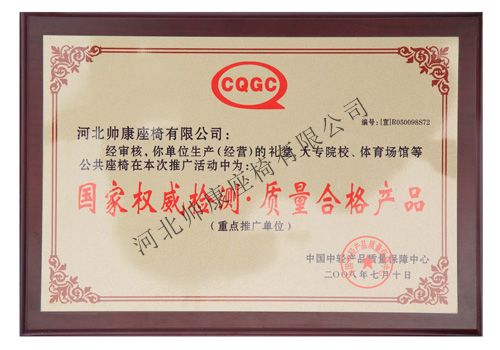 CQGC
编号:[宣]R050098S72
河北帅康座椅有限公司:
经审核,你单位生产(经营)的礼堂、大专院校、体育场馆等
公共座椅在本次推广活动中为:
国家权威检测·质量合格产品
(重点推广单位)
中国中轻产品质量保障中心
二〇〇八年七月十日
河北帅康座椅有限公司